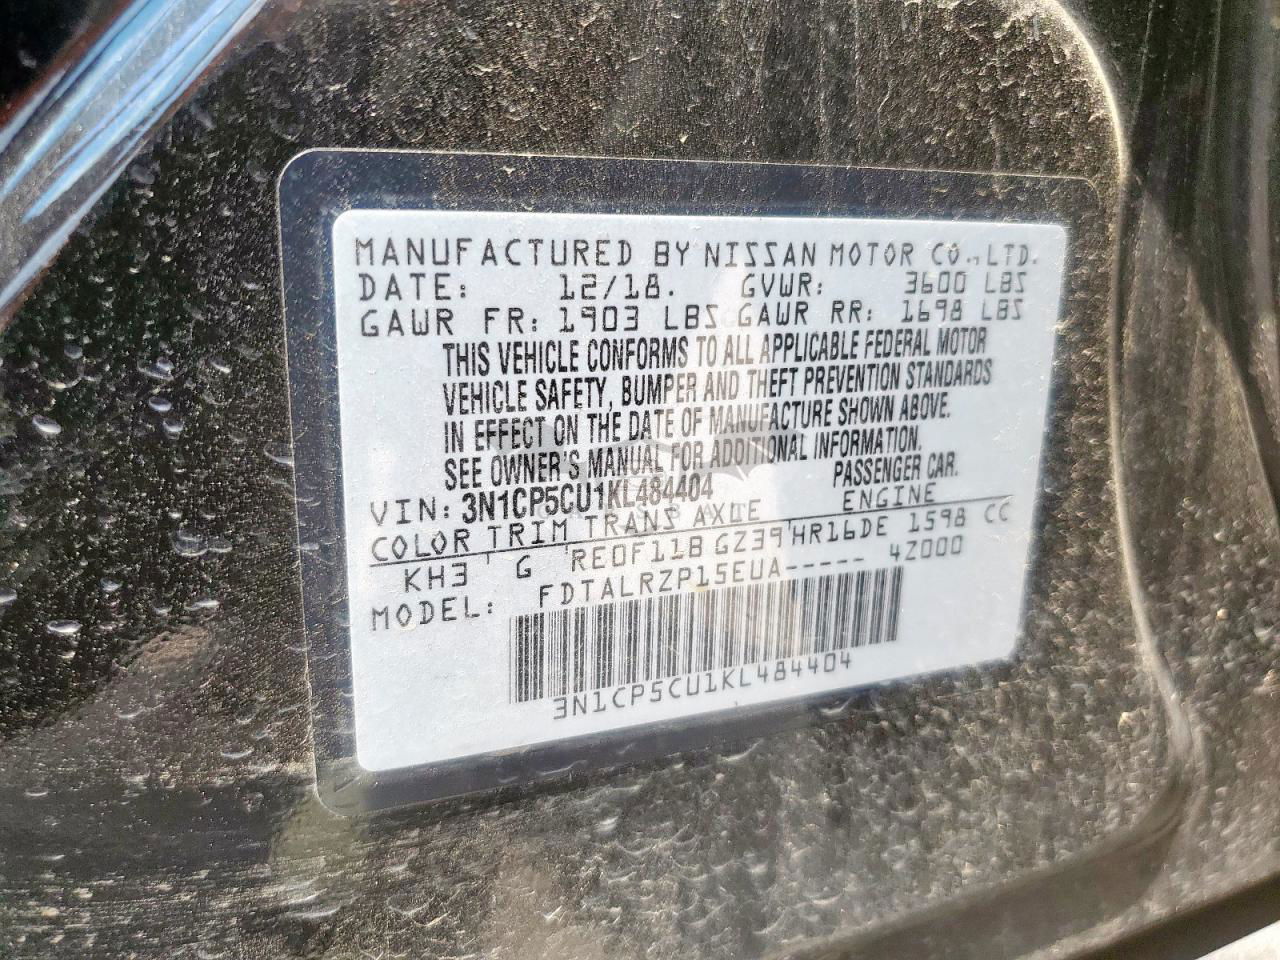 MANUFACTURED BY NISSAN MOTOR CO.,LTD.
DATE: 12/18. GVWR: 3600 LBS
GAWR FR: 1903 LBS GAWR RR: 1698 LBS
THIS VEHICLE CONFORMS TO ALL APPLICABLE FEDERAL MOTOR
VEHICLE SAFETY, BUMPER AND THEFT PREVENTION STANDARDS
IN EFFECT ON THE DATE OF MANUFACTURE SHOWN ABOVE.
SEE OWNER'S MANUAL FOR ADDITIONAL INFORMATION.
VIN: 3N1CP5CU1KL484404 PASSENGER CAR.
COLOR TRIM TRANS AXLE ENGINE
KH3 G RE0F11B GZ39 HR16DE 1598 CC
MODEL: FDTALRZP15EUA----- 4Z000
3N1CP5CU1KL484404